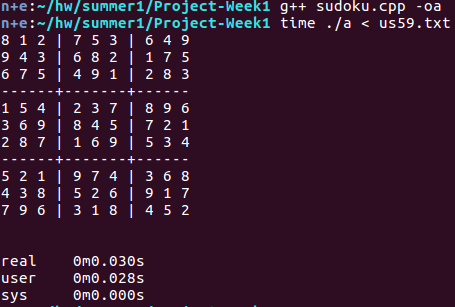 n+e:~/hw/summer1/Project-Week1 g++ sudoku.cpp -oa
n+e:~/hw/summer1/Project-Week1 time ./a < us59.txt
8 1 2 | 7 5 3 | 6 4 9
9 4 3 | 6 8 2 | 1 7 5
6 7 5 | 4 9 1 | 2 8 3
------+-------+------
1 5 4 | 2 3 7 | 8 9 6
3 6 9 | 8 4 5 | 7 2 1
2 8 7 | 1 6 9 | 5 3 4
------+-------+------
5 2 1 | 9 7 4 | 3 6 8
4 3 8 | 5 2 6 | 9 1 7
7 9 6 | 3 1 8 | 4 5 2
real 0m0.030s
user 0m0.028s
sys 0m0.000s